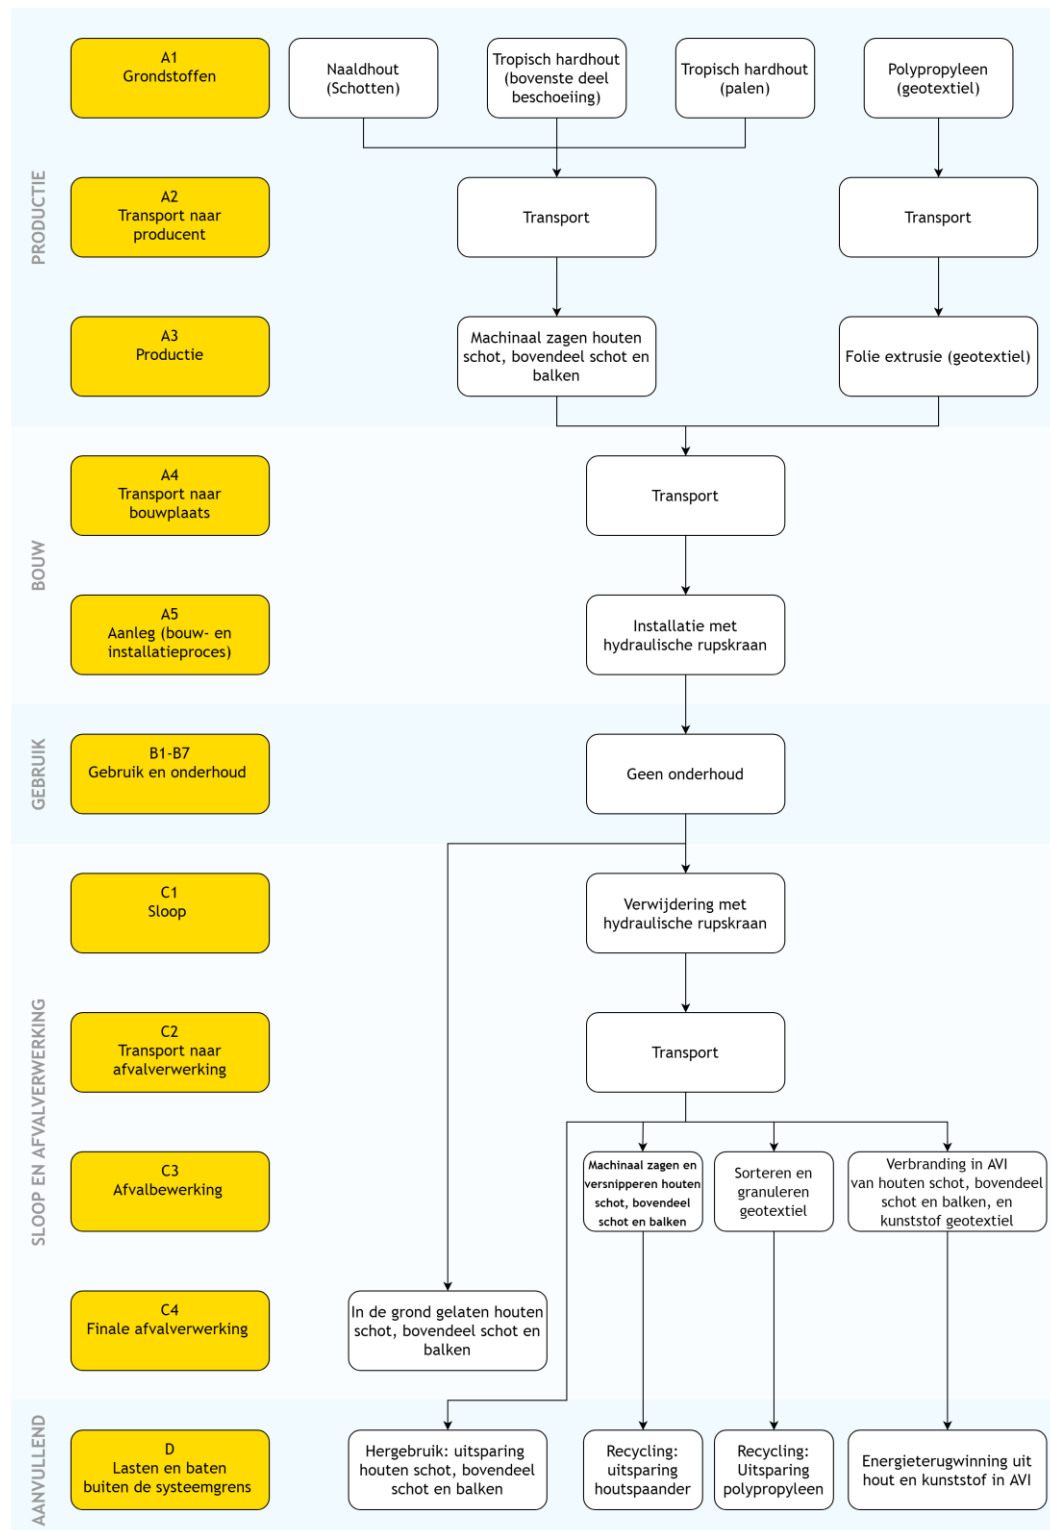 PRODUCTIE
A1
Grondstoffen
Naaldhout
(Schotten)
Tropisch hardhout
(bovenste deel
beschoeiing)
Tropisch hardhout
(palen)
Polypropyleen
(geotextiel)
A2
Transport naar
producent
Transport
Transport
A3
Productie
Machinaal zagen houten
schot, bovendeel schot en
balken
Folie extrusie (geotextiel)
BOUW
A4
Transport naar
bouwplaats
Transport
A5
Aanleg (bouw- en
installatieproces)
Installatie met
hydraulische rupskraan
GEBRUIK
B1-B7
Gebruik en onderhoud
Geen onderhoud
SLOOP EN AFVALVERWERKING
C1
Sloop
Verwijdering met
hydraulische rupskraan
C2
Transport naar
afvalverwerking
Transport
C3
Afvalbewerking
Machinaal zagen en
versnipperen houten
schot, bovendeel
schot en balken
Sorteren en
granuleren
geotextiel
Verbranding in AVI
van houten schot, bovendeel
schot en balken, en
kunststof geotextiel
C4
Finale afvalverwerking
In de grond gelaten houten
schot, bovendeel schot en
balken
AANVULLEND
D
Lasten en baten
buiten de systeemgrens
Hergebruik: uitsparing
houten schot, bovendeel
schot en balken
Recycling:
uitsparing
houtspaander
Recycling:
Uitsparing
polypropyleen
Energieterugwinning uit
hout en kunststof in AVI